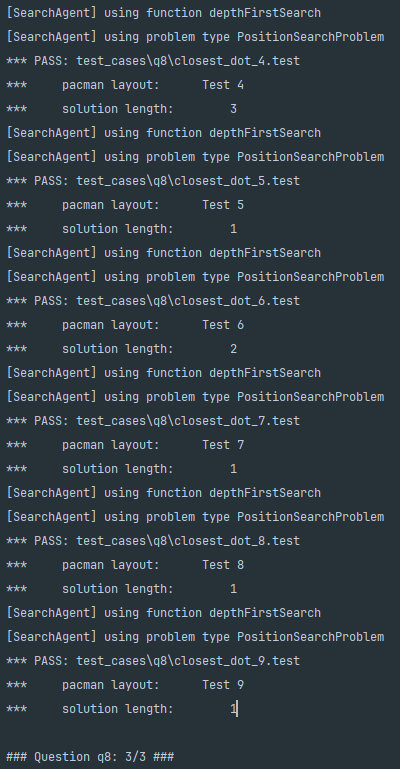 [SearchAgent] using function depthFirstSearch
[SearchAgent] using problem type PositionSearchProblem
*** PASS: test_cases\q8\closest_dot_4.test
***     pacman layout:      Test 4
***     solution length:        3
[SearchAgent] using function depthFirstSearch
[SearchAgent] using problem type PositionSearchProblem
*** PASS: test_cases\q8\closest_dot_5.test
***     pacman layout:      Test 5
***     solution length:        1
[SearchAgent] using function depthFirstSearch
[SearchAgent] using problem type PositionSearchProblem
*** PASS: test_cases\q8\closest_dot_6.test
***     pacman layout:      Test 6
***     solution length:        2
[SearchAgent] using function depthFirstSearch
[SearchAgent] using problem type PositionSearchProblem
*** PASS: test_cases\q8\closest_dot_7.test
***     pacman layout:      Test 7
***     solution length:        1
[SearchAgent] using function depthFirstSearch
[SearchAgent] using problem type PositionSearchProblem
*** PASS: test_cases\q8\closest_dot_8.test
***     pacman layout:      Test 8
***     solution length:        1
[SearchAgent] using function depthFirstSearch
[SearchAgent] using problem type PositionSearchProblem
*** PASS: test_cases\q8\closest_dot_9.test
***     pacman layout:      Test 9
***     solution length:        1
### Question q8: 3/3 ###